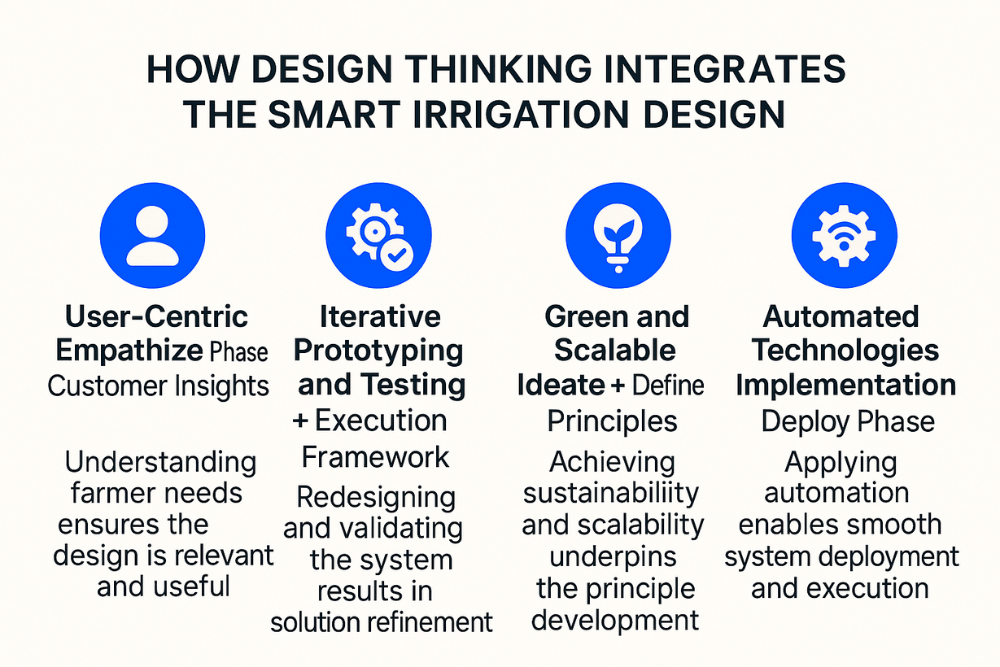 HOW DESIGN THINKING INTEGRATES
THE SMART IRRIGATION DESIGN
User-Centric
Empathize Phase
Customer Insights
Understanding
farmer needs
ensures the
design is relevant
and useful
Iterative
Prototyping
and Testing
+ Execution
Framework
Redesigning
and validating
the system
results in
solution refinement
Green and
Scalable
Ideate + Define
Principles
Achieving
sustainabiliity
and scalability
underpins
the principle
development
Automated
Technologies
Implementation
Deploy Phase
Applying
automation
enables smooth
system deployment
and execution